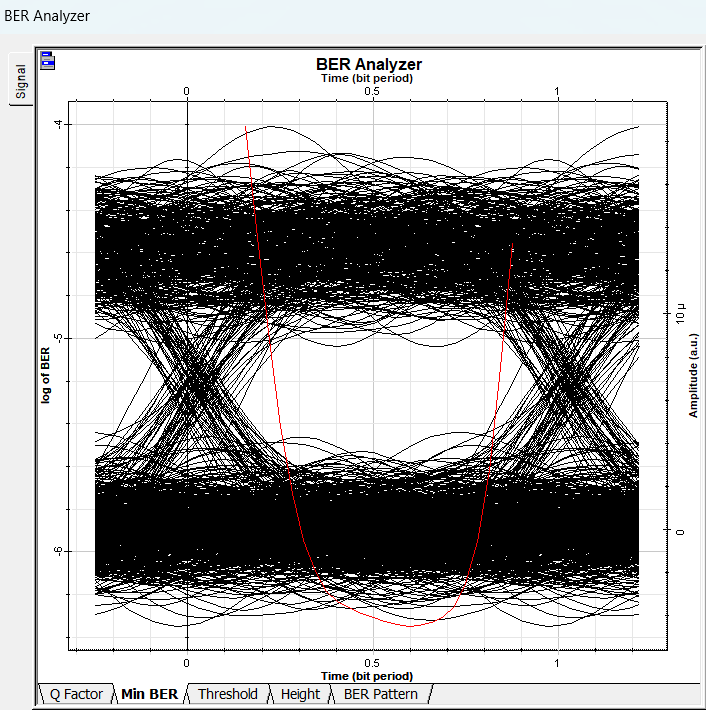 BER Analyzer
Signal
BER Analyzer
Time (bit period)
0 0.5 1
-4
-5
-6
log of BER
10 µ
0
Amplitude (a.u.)
0 0.5 1
Time (bit period)
Q Factor Min BER Threshold Height BER Pattern